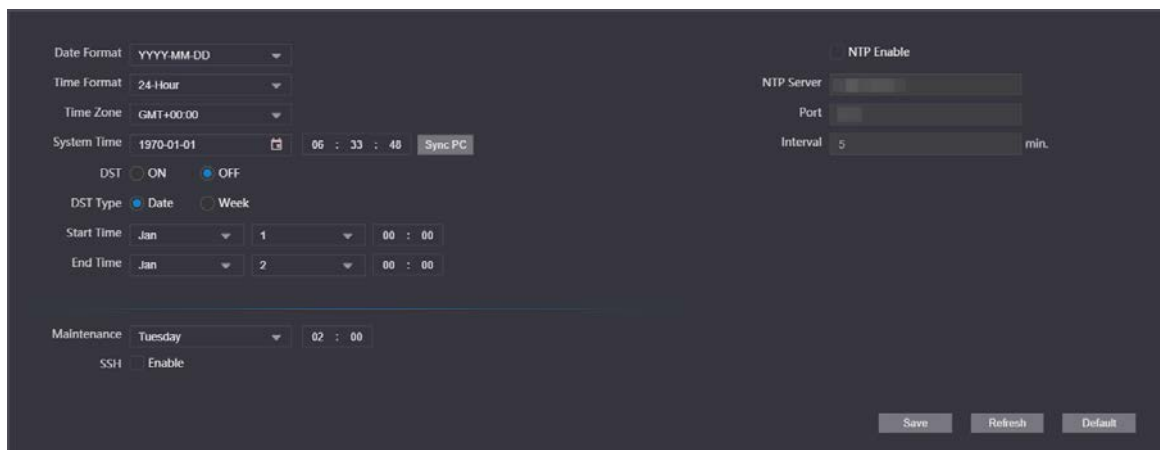 Date Format YYYY-MM-DD
Time Format 24-Hour
Time Zone GMT+00:00
System Time 1970-01-01 06 : 33 : 48 Sync PC
DST ON OFF
DST Type Date Week
Start Time Jan 1 00 : 00
End Time Jan 2 00 : 00
Maintenance Tuesday 02 : 00
SSH Enable
NTP Enable
NTP Server
Port
Interval 5 min.
Save Refresh Default